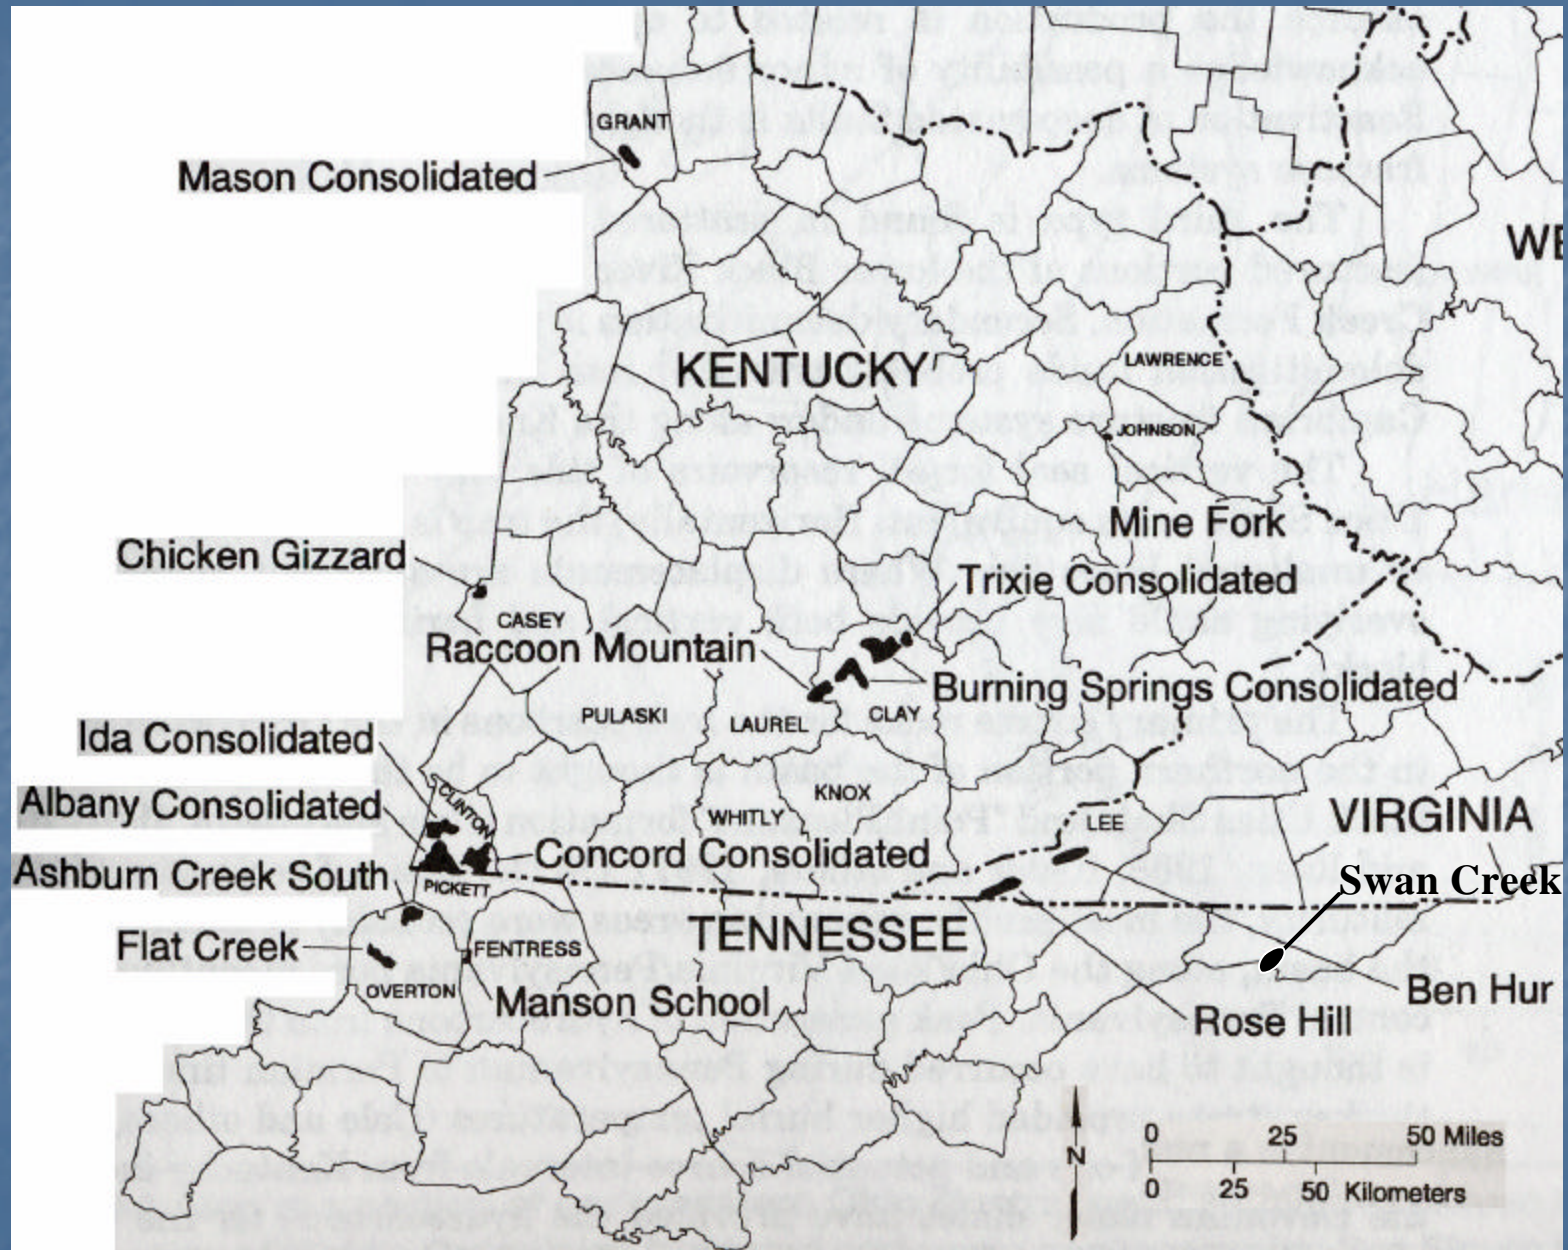 GRANT
Mason Consolidated
WE
KENTUCKY
LAWRENCE
JOHNSON
Mine Fork
Chicken Gizzard
Trixie Consolidated
CASEY
Raccoon Mountain
Burning Springs Consolidated
PULASKI
LAUREL
CLAY
Ida Consolidated
CLINTON
KNOX
Albany Consolidated
WHITLY
LEE
VIRGINIA
Concord Consolidated
Ashburn Creek South
PICKETT
Swan Creek
Flat Creek
FENTRESS
TENNESSEE
OVERTON
Manson School
Ben Hur
Rose Hill
N
0 25 50 Miles
0 25 50 Kilometers